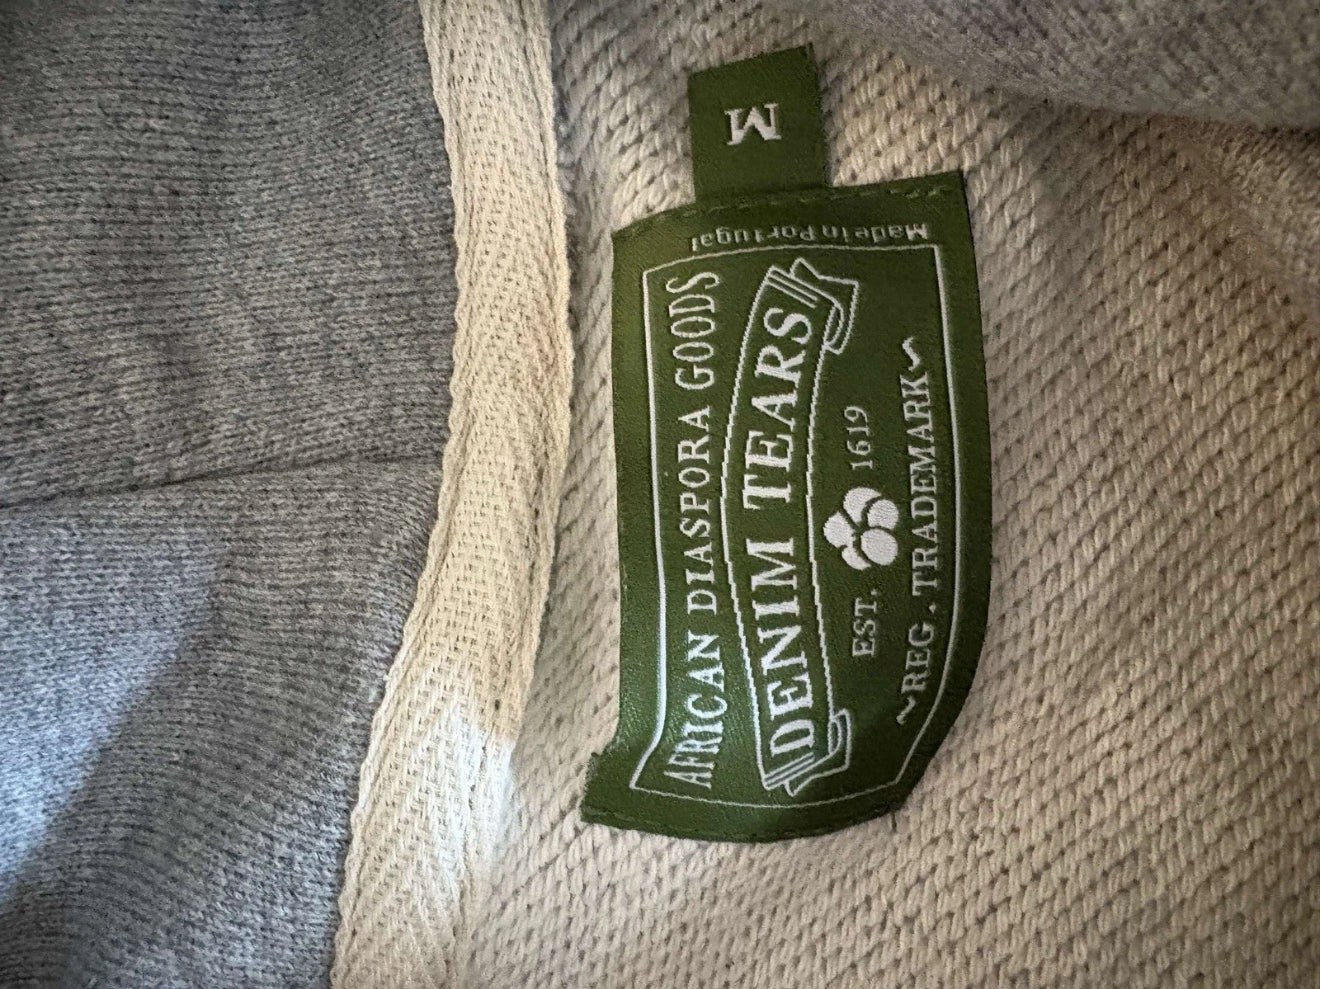 AFRICAN DIASPORA GOODS
DENIM TEARS
EST. 1619
~REG. TRADEMARK~
Made in Portugal
M